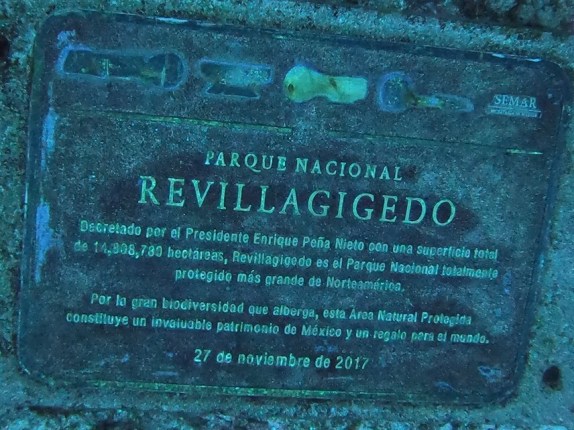 SEMAR
PARQUE NACIONAL
REVILLAGIGEDO
Decretado por el Presidente Enrique Peña Nieto con una superficie total
de 14,808,780 hectáreas, Revillagigedo es el Parque Nacional totalmente
protegido más grande de Norteamérica.
Por la gran biodiversidad que alberga, esta Área Natural Protegida
constituye un invaluable patrimonio de México y un regalo para el mundo.
27 de noviembre de 2017